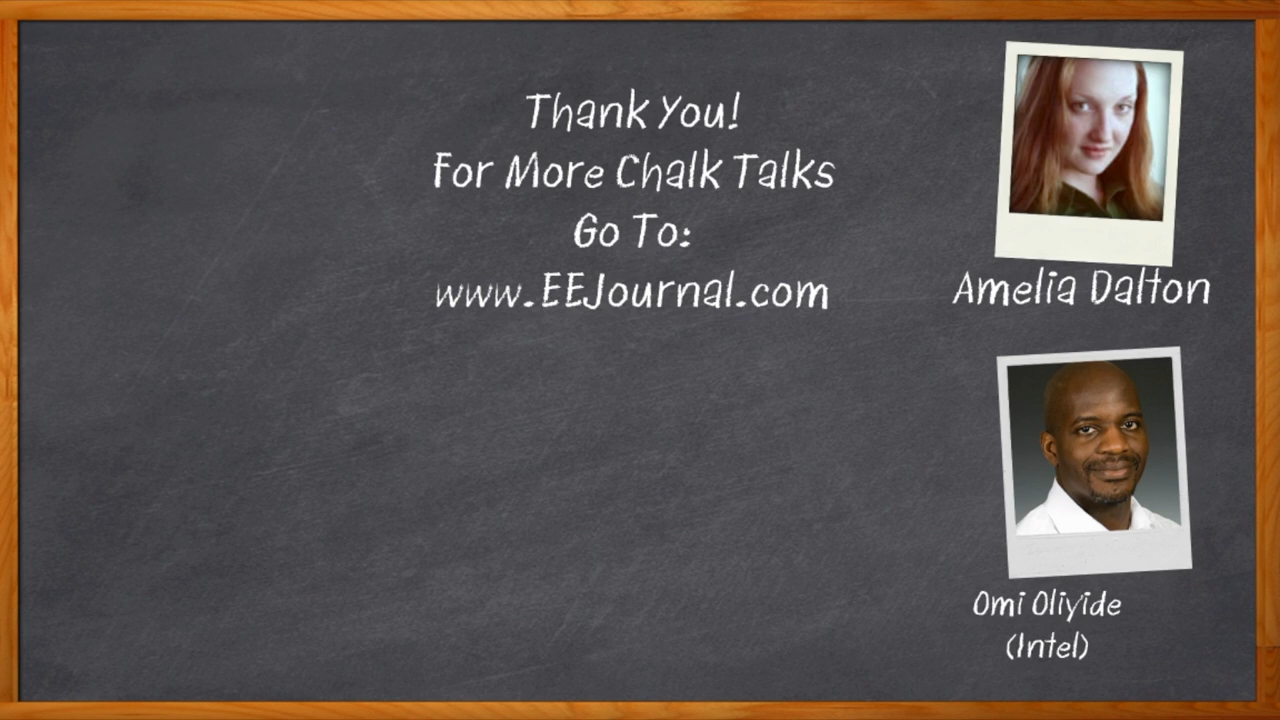 Thank You!
For More Chalk Talks
Go To:
www.EEJournal.com
Amelia Dalton
Omi Oliyide
(Intel)